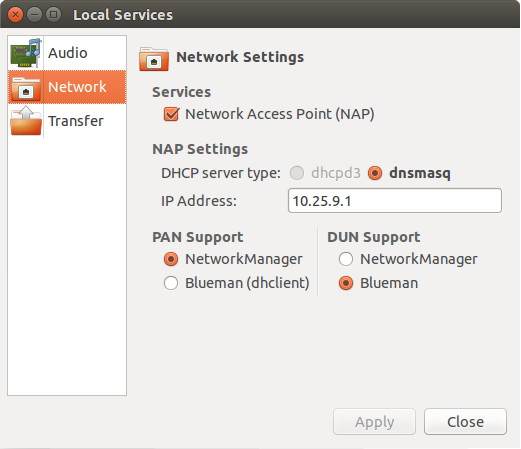 Local Services
Audio
Network
Transfer
Network Settings
Services
Network Access Point (NAP)
NAP Settings
DHCP server type: dhcpd3 dnsmasq
IP Address: 10.25.9.1
PAN Support
NetworkManager
Blueman (dhclient)
DUN Support
NetworkManager
Blueman
Apply Close